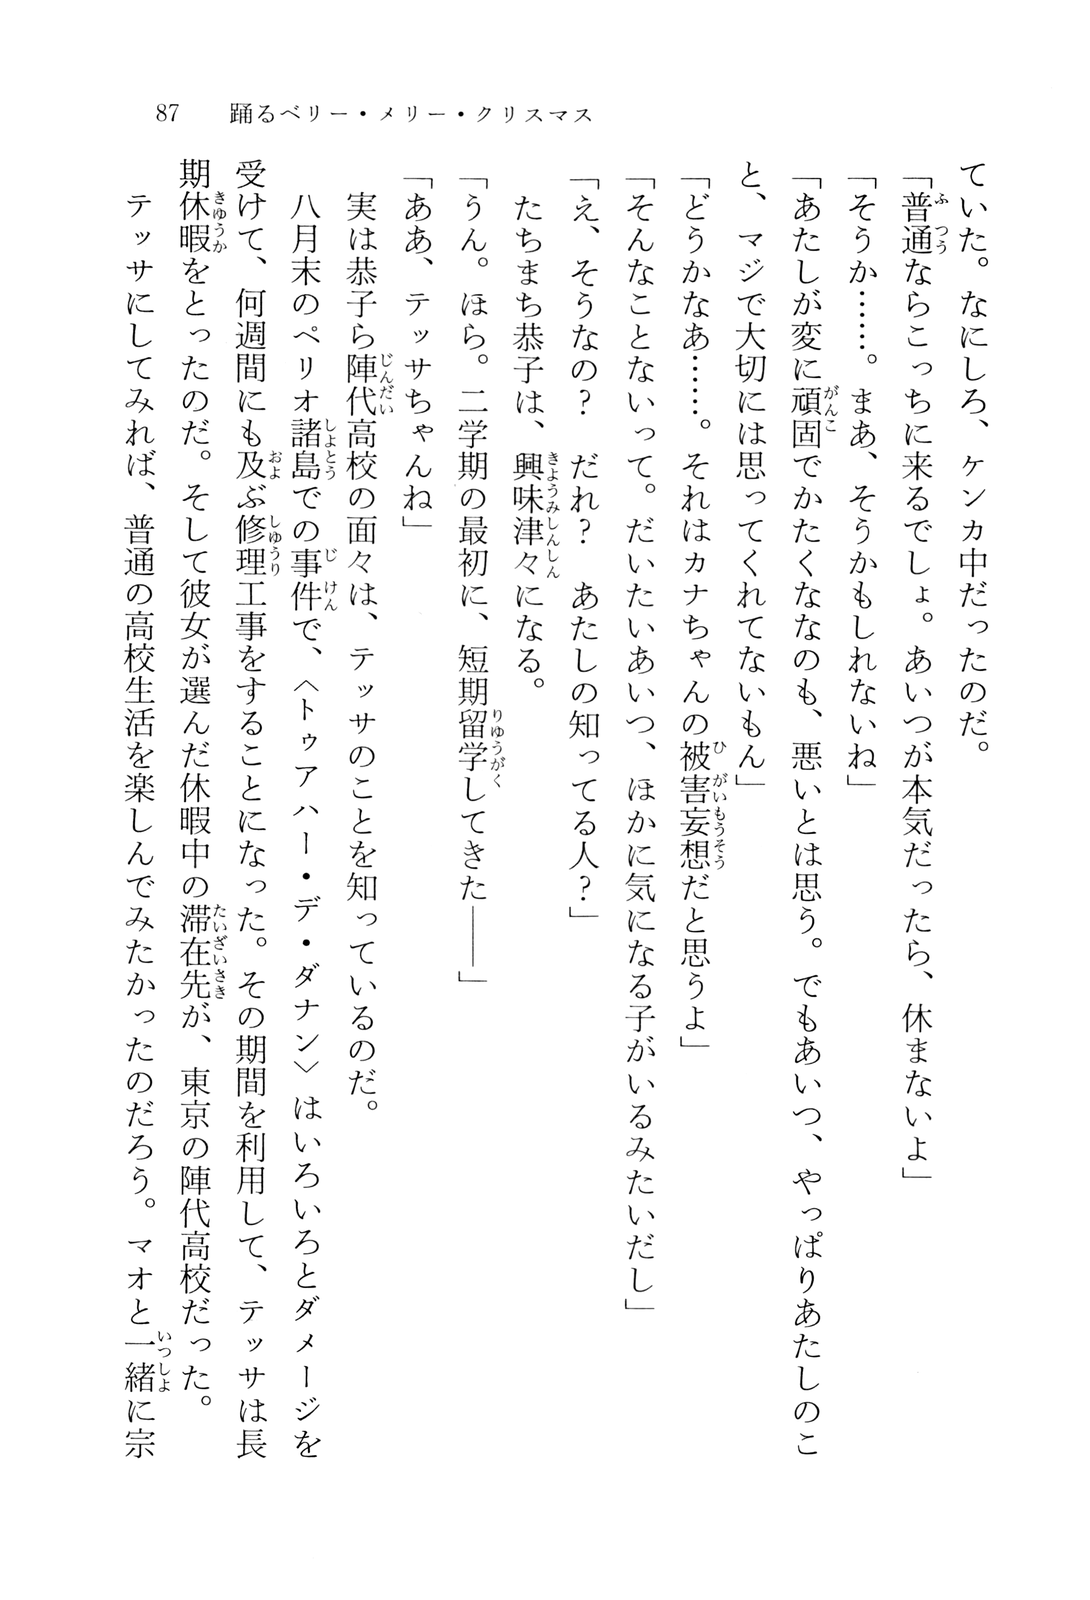 87　踊るベリー・メリー・クリスマス
ていた。なにしろ、ケンカ中だったのだ。
「普通ならこっちに来るでしょ。あいつが本気だったら、休まないよ」
「そうか……。まあ、そうかもしれないね」
「あたしが変に頑固でかたくななのも、悪いとは思う。でもあいつ、やっぱりあたしのこ
と、マジで大切には思ってくれてないもん」
「どうかなあ……。それはカナちゃんの被害妄想だと思うよ」
「そんなことないって。だいたいあいつ、ほかに気になる子がいるみたいだし」
「え、そうなの？　だれ？　あたしの知ってる人？」
　たちまち恭子は、興味津々になる。
「うん。ほら。二学期の最初に、短期留学してきた――」
「ああ、テッサちゃんね」
　実は恭子ら陣代高校の面々は、テッサのことを知っているのだ。
　八月末のペリオ諸島での事件で、〈トゥアハー・デ・ダナン〉はいろいろとダメージを
受けて、何週間にも及ぶ修理工事をすることになった。その期間を利用して、テッサは長
期休暇をとったのだ。そして彼女が選んだ休暇中の滞在先が、東京の陣代高校だった。
　テッサにしてみれば、普通の高校生活を楽しんでみたかったのだろう。マオと一緒に宗